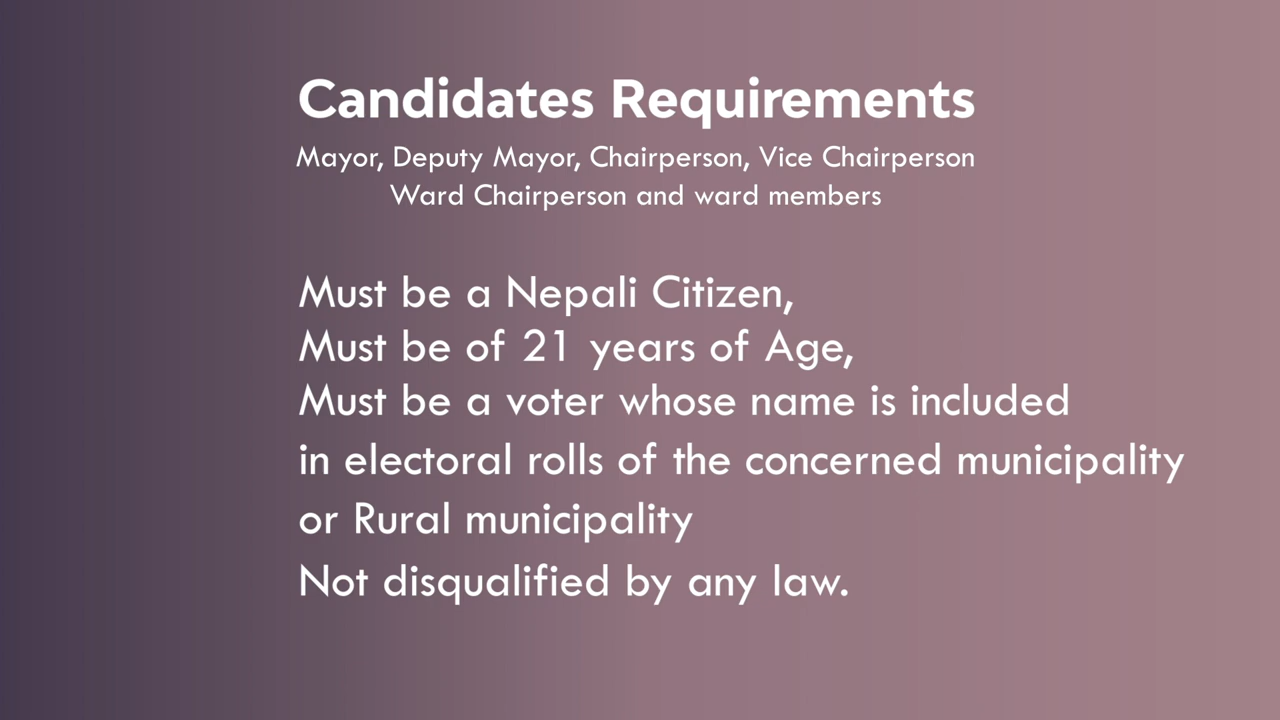 Candidates Requirements
Mayor, Deputy Mayor, Chairperson, Vice Chairperson
Ward Chairperson and ward members
Must be a Nepali Citizen,
Must be of 21 years of Age,
Must be a voter whose name is included
in electoral rolls of the concerned municipality
or Rural municipality
Not disqualified by any law.